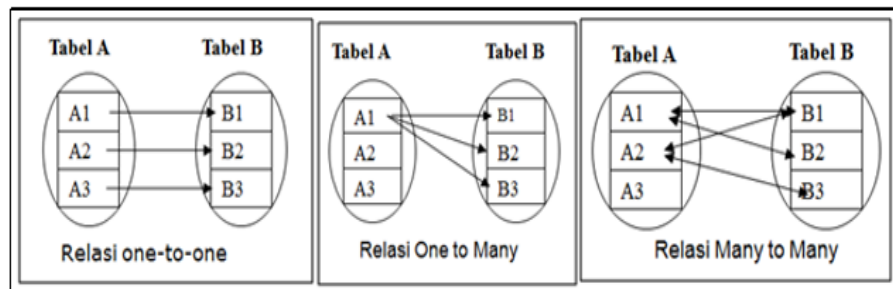 Tabel A Tabel B
A1 B1
A2 B2
A3 B3
Relasi one-to-one
Tabel A Tabel B
A1 B1
A2 B2
A3 B3
Relasi One to Many
Tabel A Tabel B
A1 B1
A2 B2
A3 B3
Relasi Many to Many